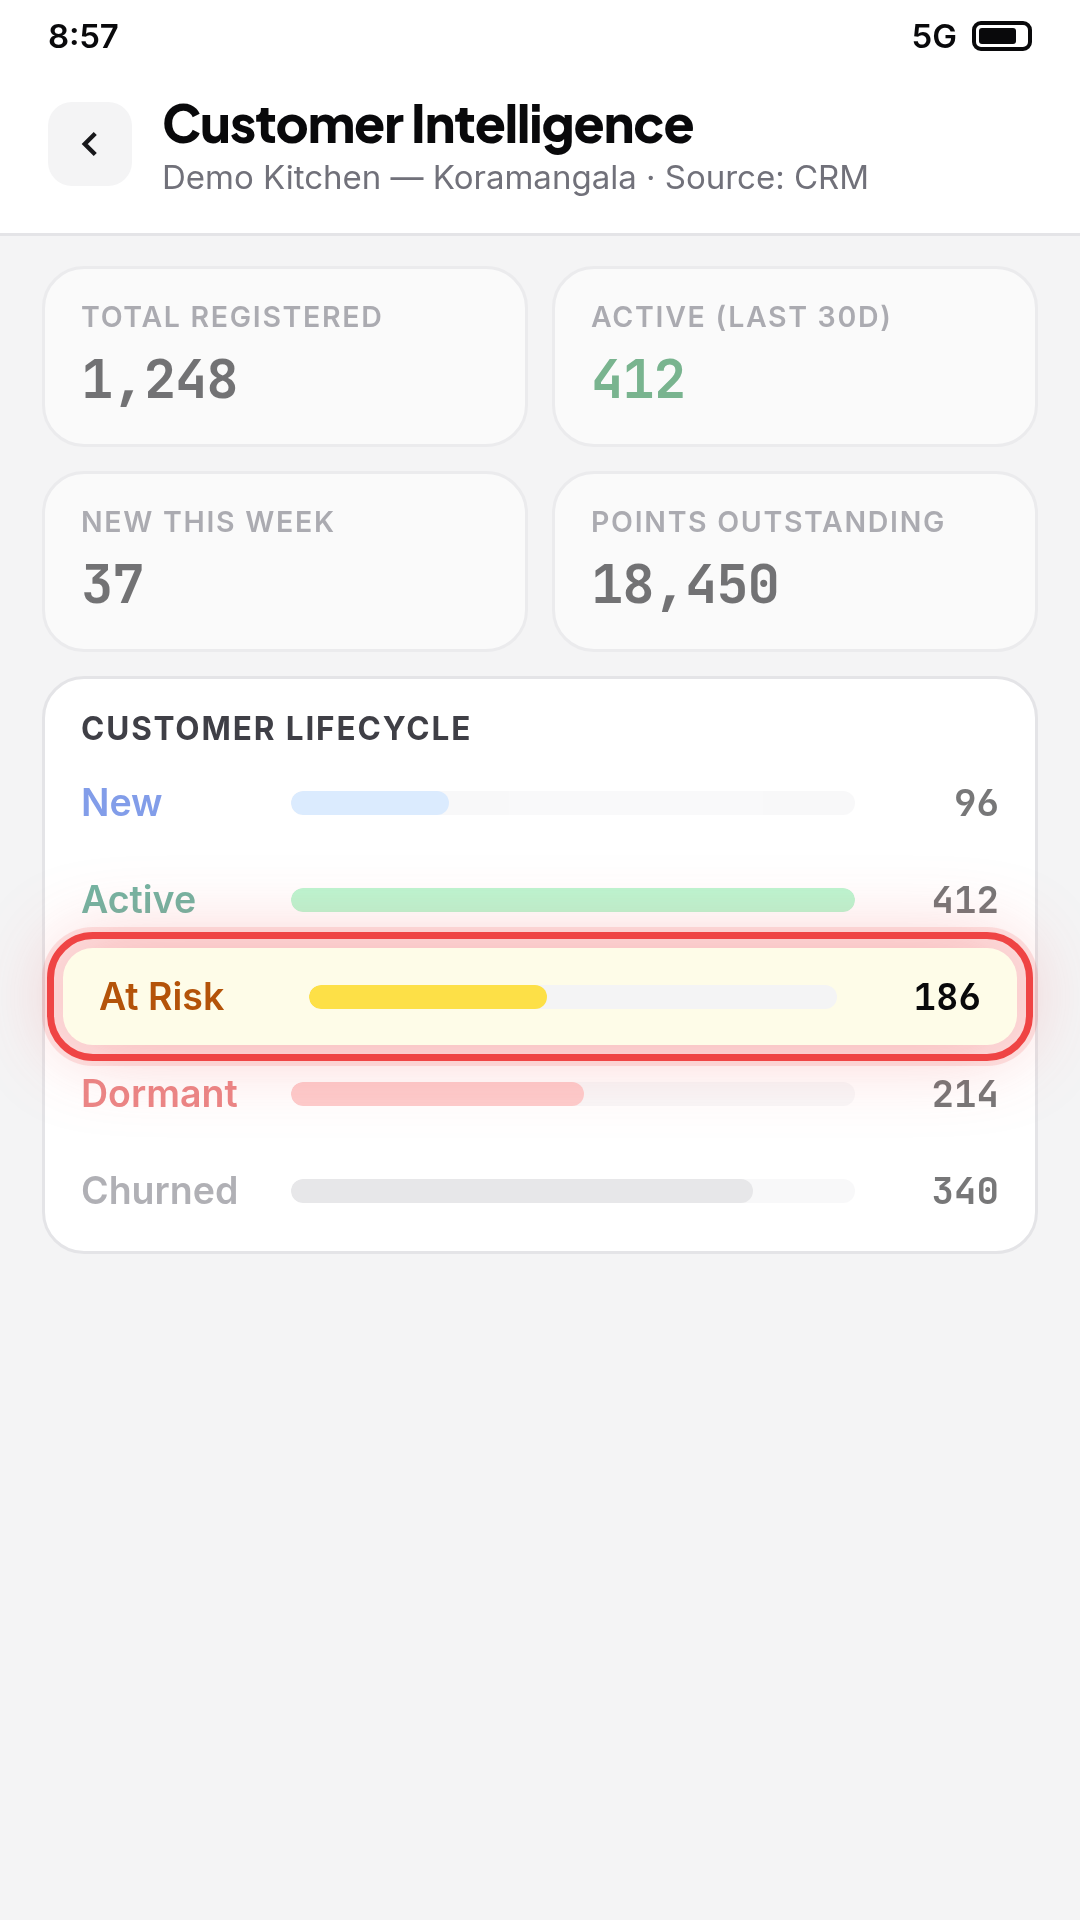 8:57
5G
Customer Intelligence
Demo Kitchen — Koramangala · Source: CRM
TOTAL REGISTERED
1,248
ACTIVE (LAST 30D)
412
NEW THIS WEEK
37
POINTS OUTSTANDING
18,450
CUSTOMER LIFECYCLE
New 96
Active 412
At Risk 186
Dormant 214
Churned 340